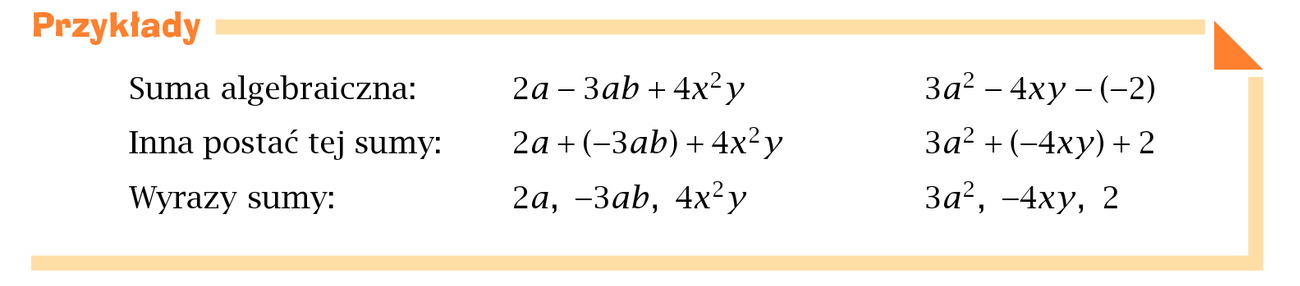 Przykłady
Suma algebraiczna: 2a – 3ab + 4x²y 3a² – 4xy – (–2)
Inna postać tej sumy: 2a + (–3ab) + 4x²y 3a² + (–4xy) + 2
Wyrazy sumy: 2a, –3ab, 4x²y 3a², –4xy, 2